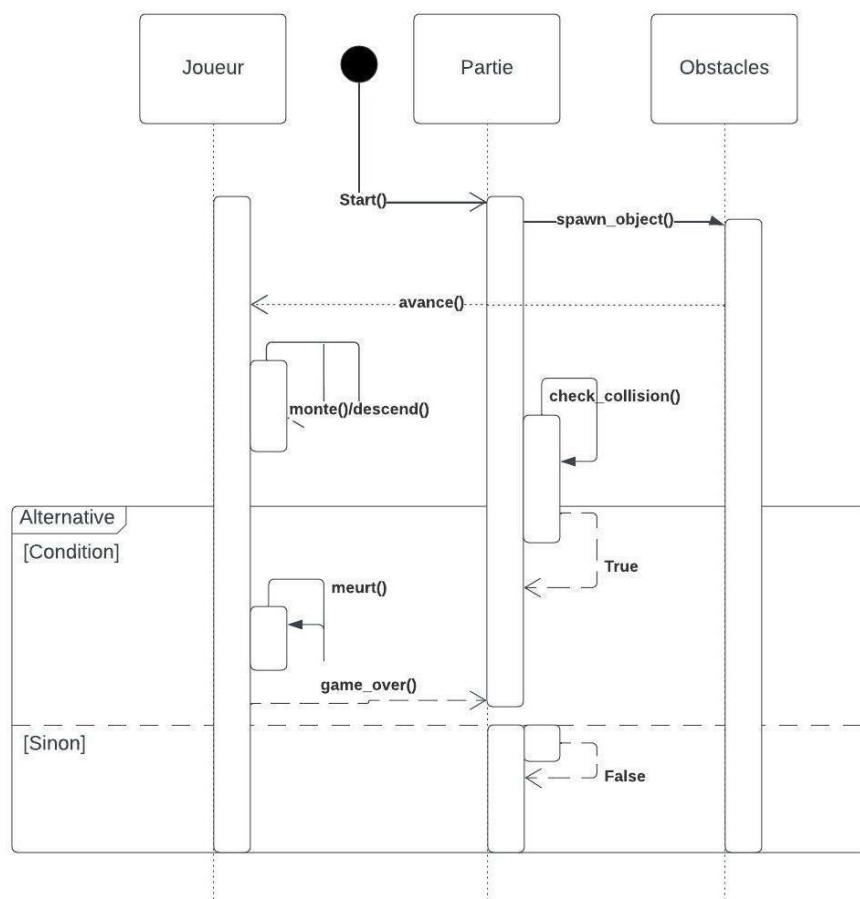 Joueur
Partie
Obstacles
Start()
spawn_object()
avance()
monte()/descend()
check_collision()
Alternative
[Condition]
True
meurt()
game_over()
[Sinon]
False